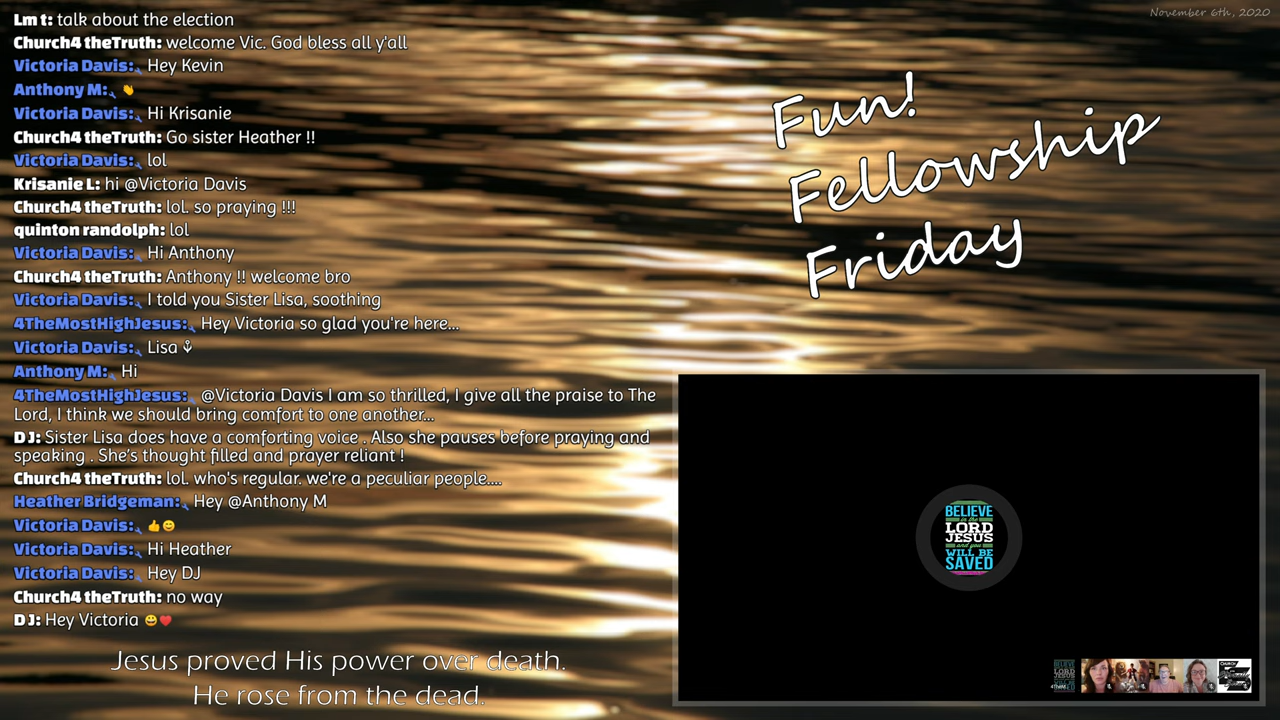 Lm t: talk about the election
Church4 theTruth: welcome Vic. God bless all y'all
Victoria Davis: Hey Kevin
Anthony M: 👏
Victoria Davis: Hi Krisanie
Church4 theTruth: Go sister Heather !!
Victoria Davis: lol
Krisanie L: hi @Victoria Davis
Church4 theTruth: lol. so praying !!!
quinton randolph: lol
Victoria Davis: Hi Anthony
Church4 theTruth: Anthony !! welcome bro
Victoria Davis: I told you Sister Lisa, soothing
4TheMostHighJesus: Hey Victoria so glad you're here...
Victoria Davis: Lisa ⚘
Anthony M: Hi
4TheMostHighJesus: @Victoria Davis I am so thrilled, I give all the praise to The
Lord, I think we should bring comfort to one another...
D J: Sister Lisa does have a comforting voice . Also she pauses before praying and
speaking . She's thought filled and prayer reliant !
Church4 theTruth: lol. who's regular. we're a peculiar people....
Heather Bridgeman: Hey @Anthony M
Victoria Davis: 👍😊
Victoria Davis: Hi Heather
Victoria Davis: Hey DJ
Church4 theTruth: no way
D J: Hey Victoria 😀❤
Jesus proved His power over death.
He rose from the dead.
November 6th, 2020
Fun!
Fellowship
Friday
BELIEVE
in the
LORD
JESUS
and you
WILL BE
SAVED